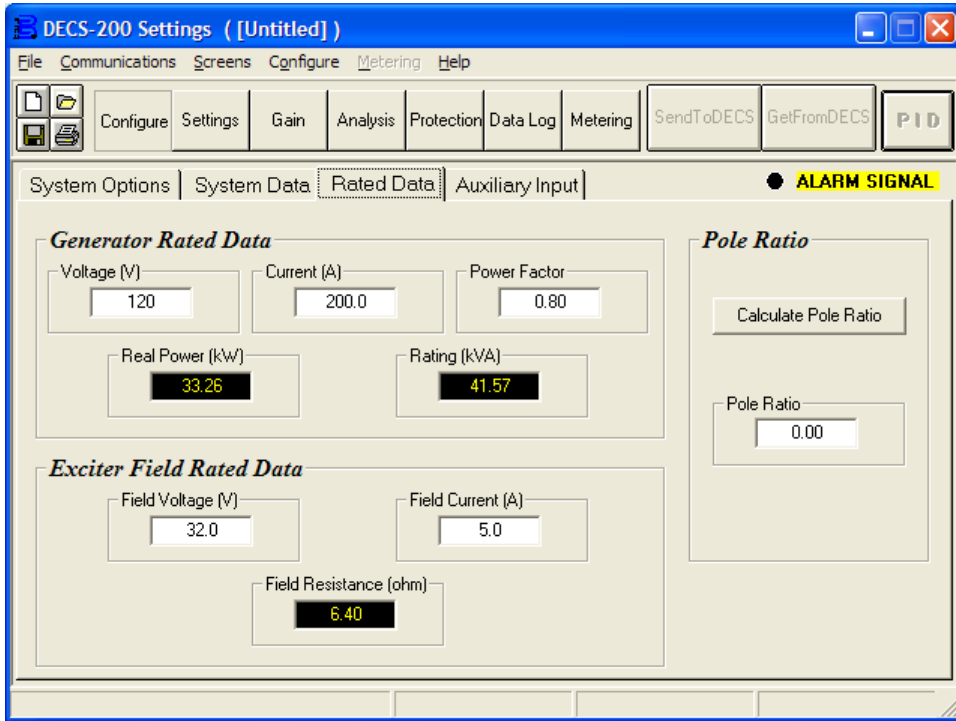 DECS-200 Settings ( [Untitled] )
File Communications Screens Configure Metering Help
Configure Settings Gain Analysis Protection Data Log Metering SendToDECS GetFromDECS PID
System Options System Data Rated Data Auxiliary Input ALARM SIGNAL
Generator Rated Data
Voltage (V) Current (A) Power Factor
120 200.0 0.80
Real Power (kW) Rating (kVA)
33.26 41.57
Exciter Field Rated Data
Field Voltage (V) Field Current (A)
32.0 5.0
Field Resistance (ohm)
6.40
Pole Ratio
Calculate Pole Ratio
Pole Ratio
0.00